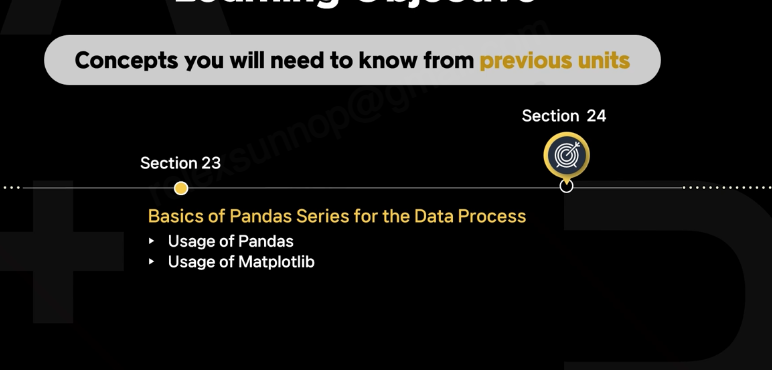 Learning Objective
Concepts you will need to know from previous units
Section 24
Section 23
Basics of Pandas Series for the Data Process
Usage of Pandas
Usage of Matplotlib